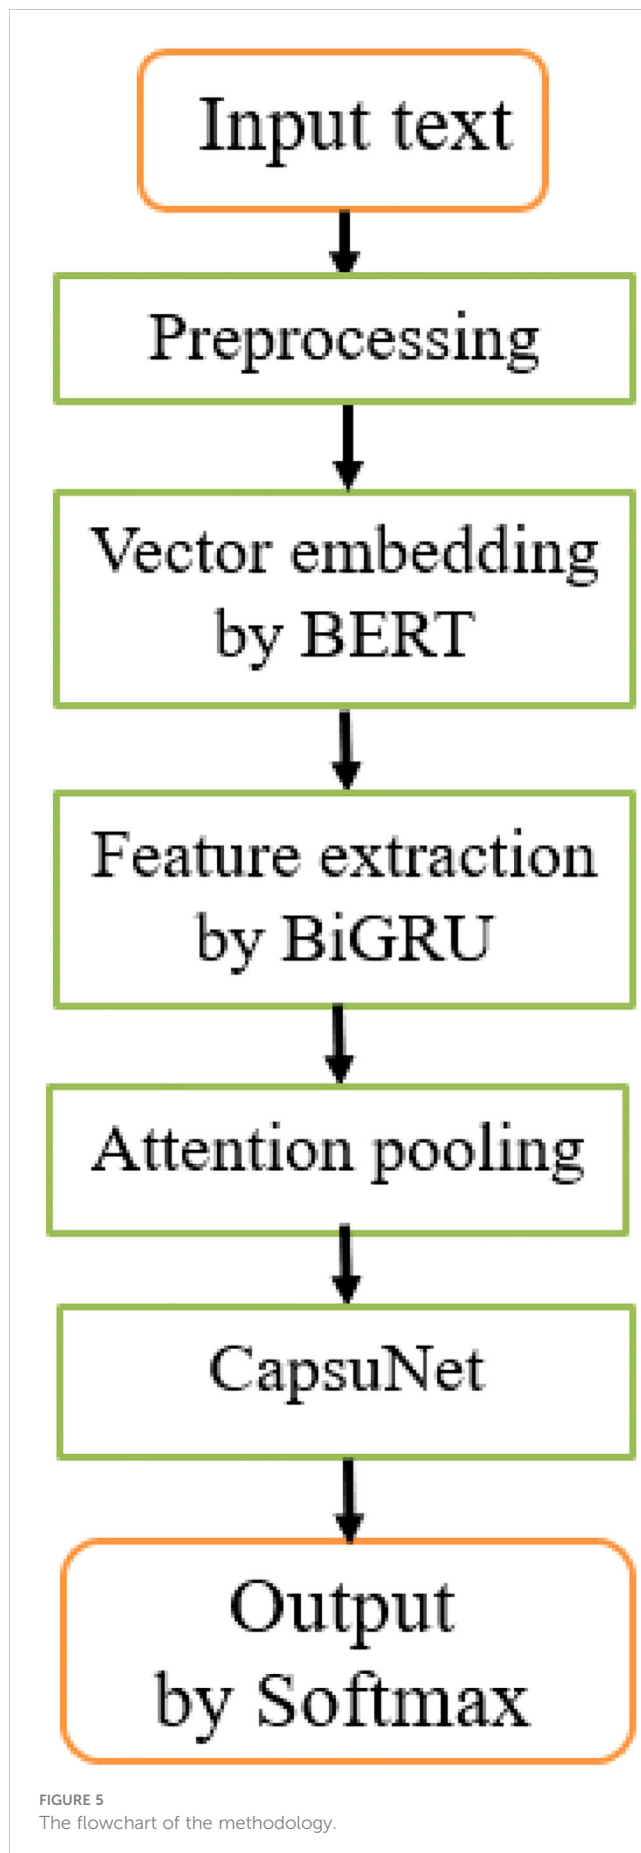 Input text
Preprocessing
Vector embedding
by BERT
Feature extraction
by BiGRU
Attention pooling
CapsuNet
Output
by Softmax
FIGURE 5
The flowchart of the methodology.